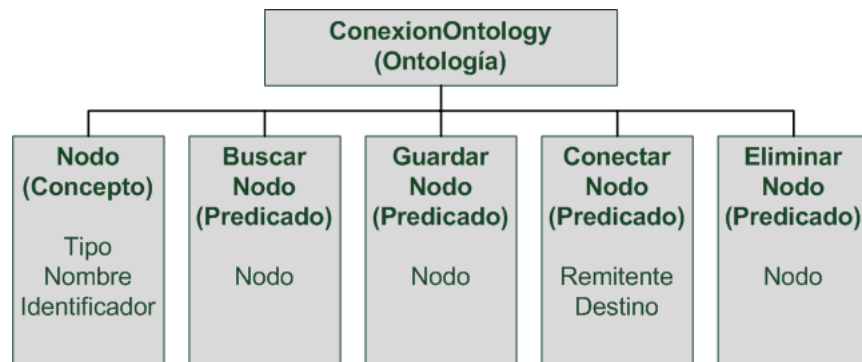 ConexionOntology
(Ontología)
Nodo
(Concepto)
Tipo
Nombre
Identificador
Buscar
Nodo
(Predicado)
Nodo
Guardar
Nodo
(Predicado)
Nodo
Conectar
Nodo
(Predicado)
Remitente
Destino
Eliminar
Nodo
(Predicado)
Nodo